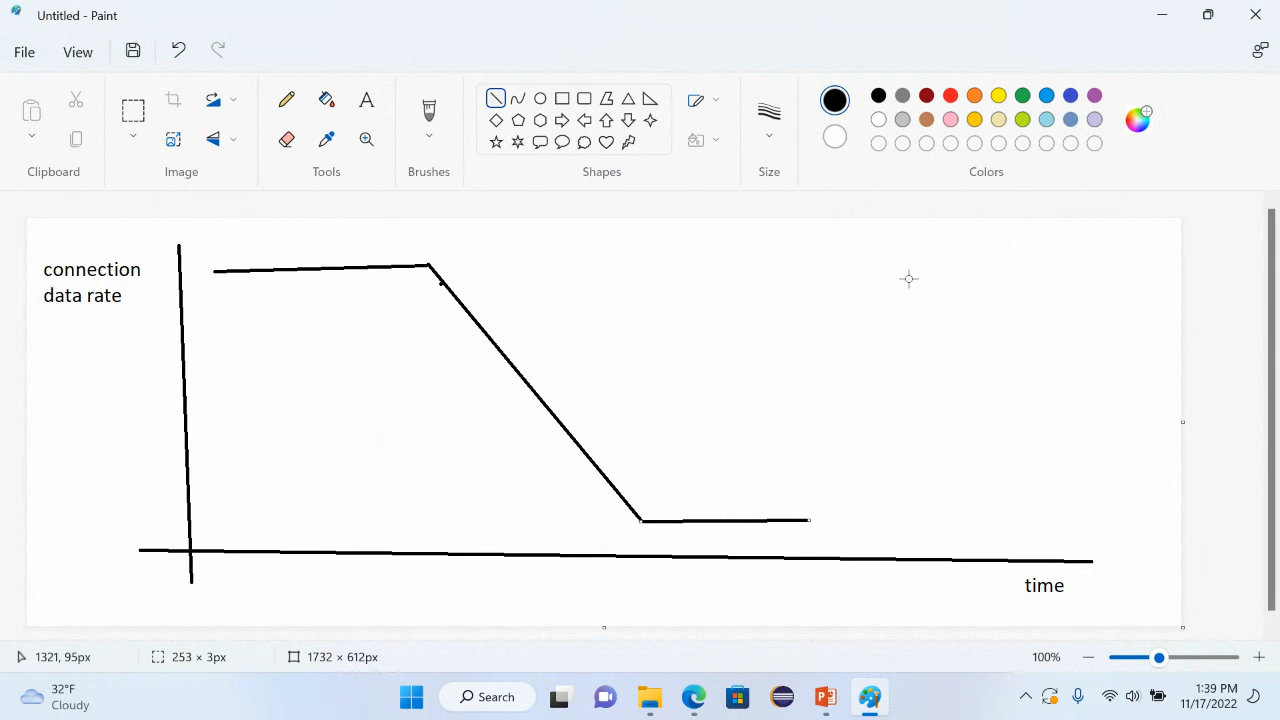 Untitled - Paint
File
View
Clipboard
Image
Tools
Brushes
Shapes
Size
Colors
connection
data rate
time
1321, 95px
253 × 3px
1732 × 612px
100%
32°F
Cloudy
Search
1:39 PM
11/17/2022